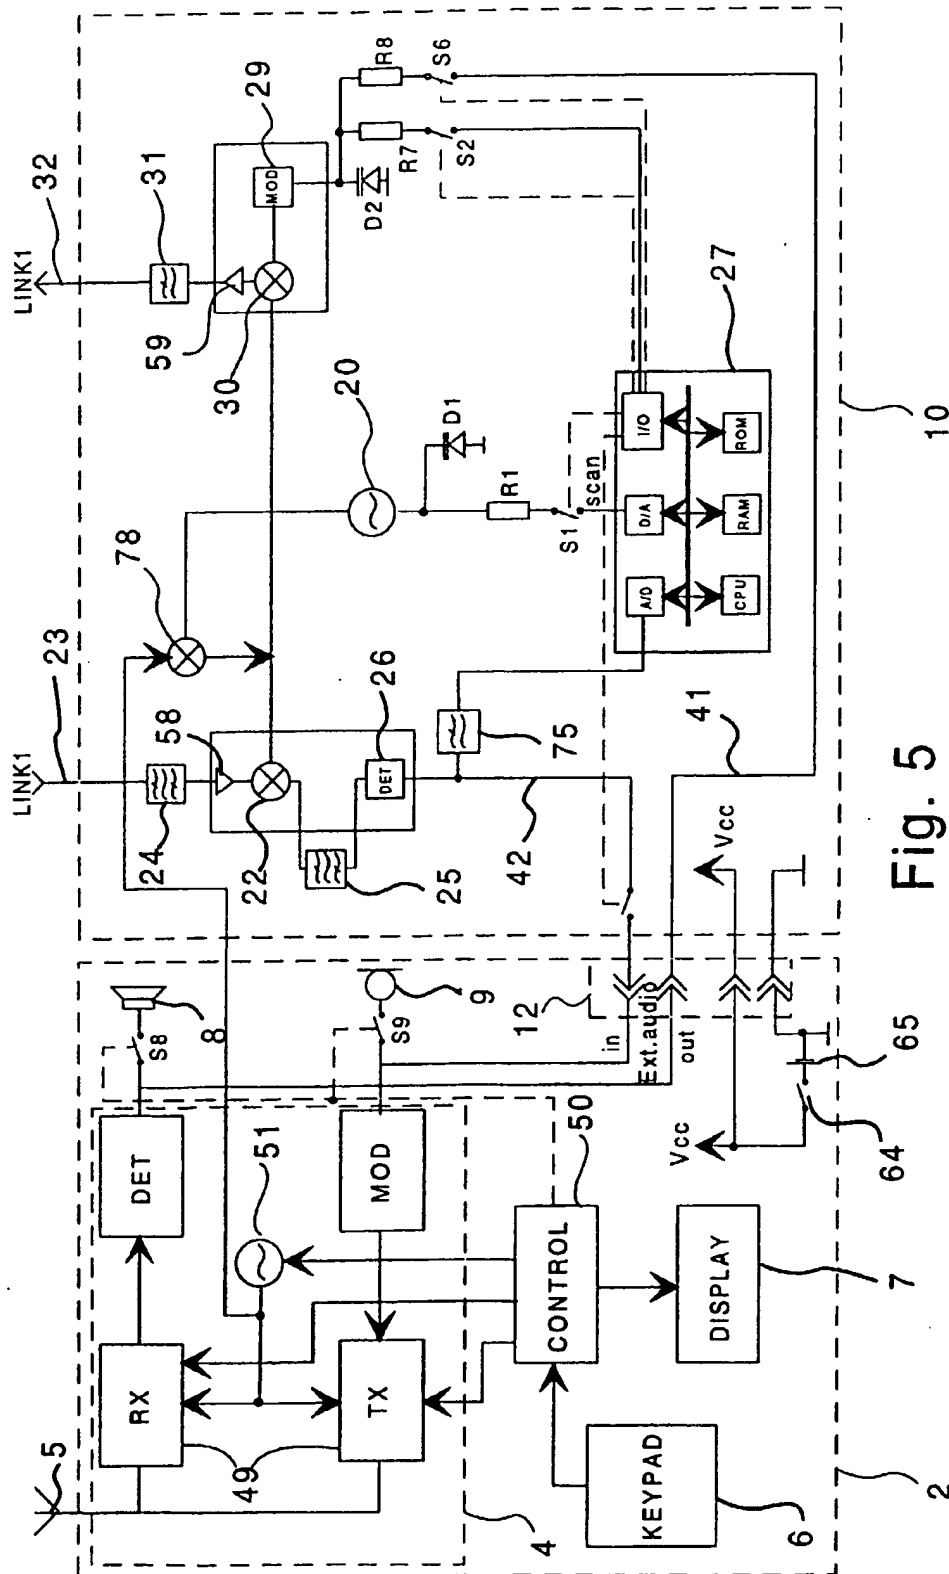 LINK1
32
31
29
59
30
MOD
D2
R7
R8
S2
S6
LINK1
23
78
20
D1
R1
S1
scan
58
24
22
25
DET
26
42
75
41
27
I/O
D/A
A/D
ROM
RAM
CPU
10
Vcc
Fig. 5
5
RX
DET
S8
8
51
49
TX
MOD
S9
9
4
12
in
Ext.audio
out
50
CONTROL
KEYPAD
6
DISPLAY
7
Vcc
64
65
2